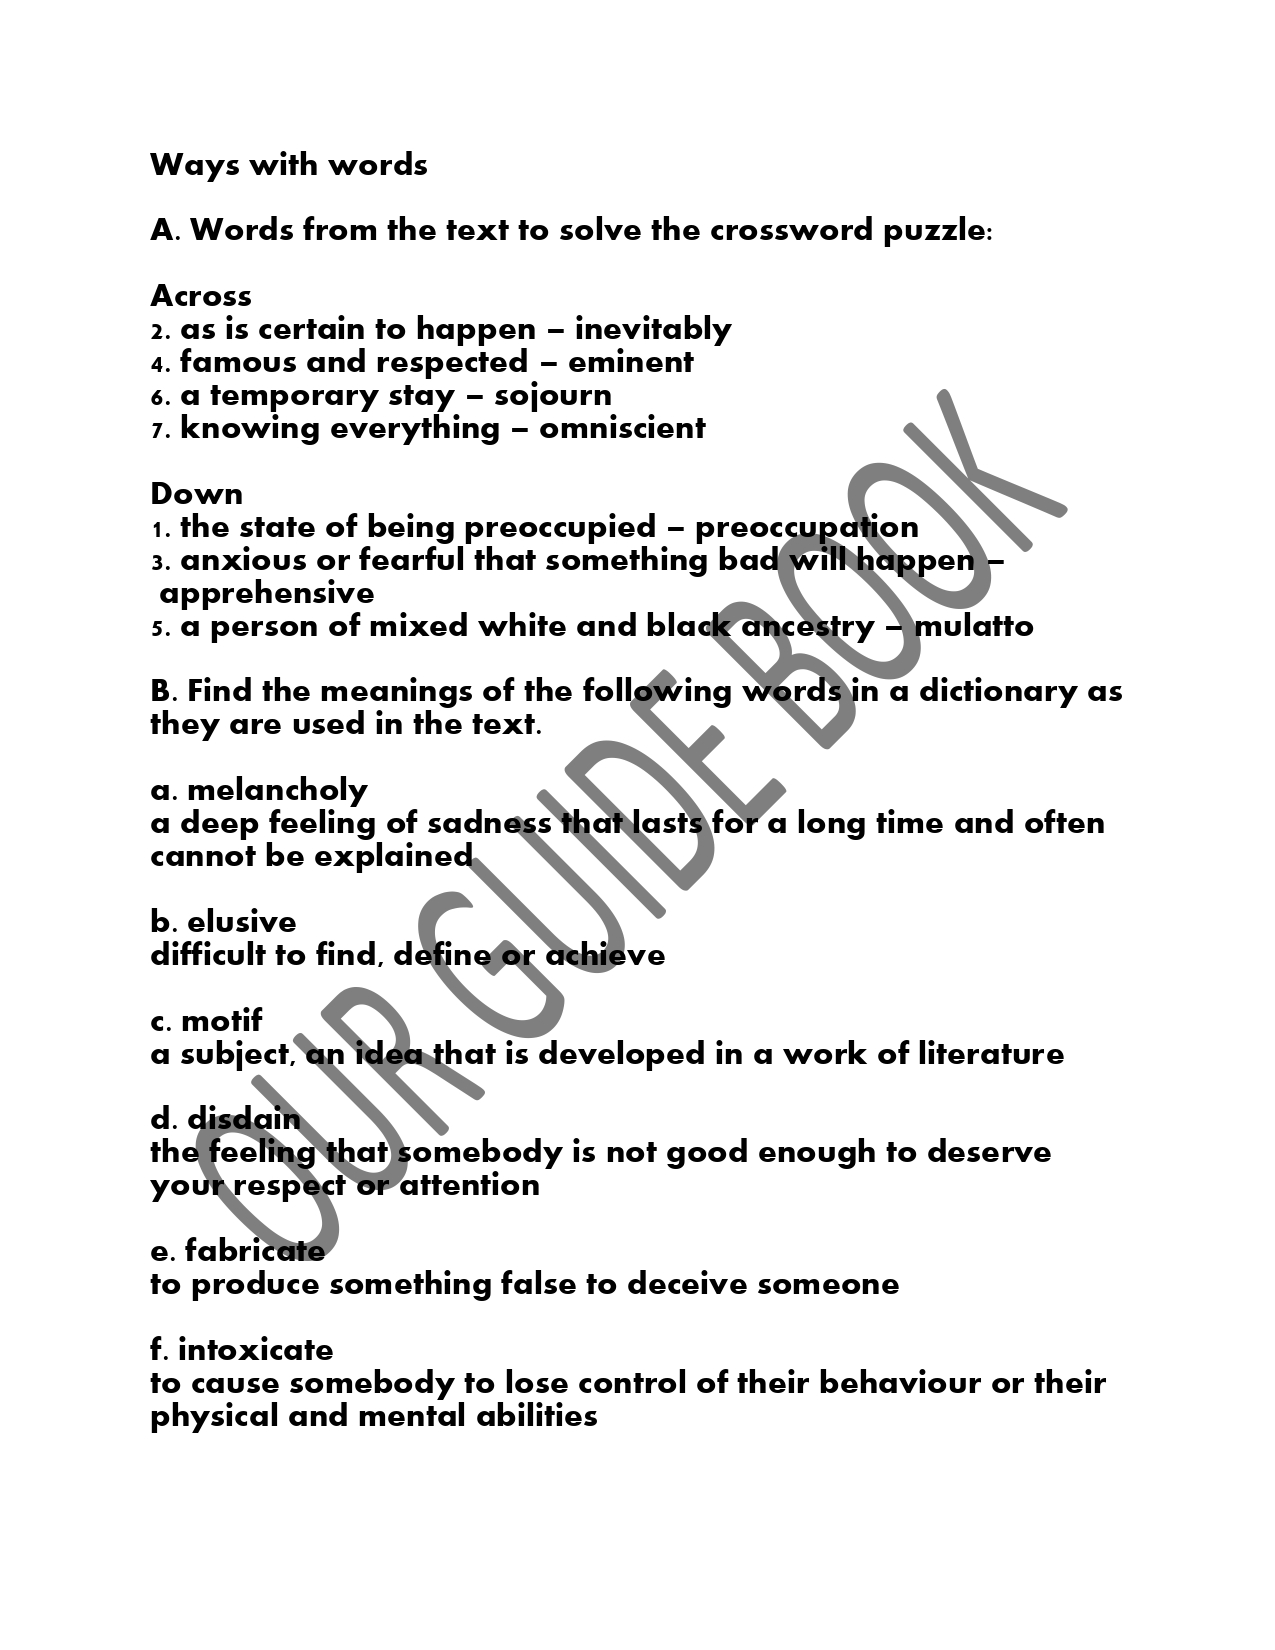 Ways with words
A. Words from the text to solve the crossword puzzle:
Across
2. as is certain to happen – inevitably
4. famous and respected – eminent
6. a temporary stay – sojourn
7. knowing everything – omniscient
Down
1. the state of being preoccupied – preoccupation
3. anxious or fearful that something bad will happen –
apprehensive
5. a person of mixed white and black ancestry – mulatto
B. Find the meanings of the following words in a dictionary as
they are used in the text.
a. melancholy
a deep feeling of sadness that lasts for a long time and often
cannot be explained
b. elusive
difficult to find, define or achieve
c. motif
a subject, an idea that is developed in a work of literature
d. disdain
the feeling that somebody is not good enough to deserve
your respect or attention
e. fabricate
to produce something false to deceive someone
f. intoxicate
to cause somebody to lose control of their behaviour or their
physical and mental abilities
OUR GUIDE BOOK